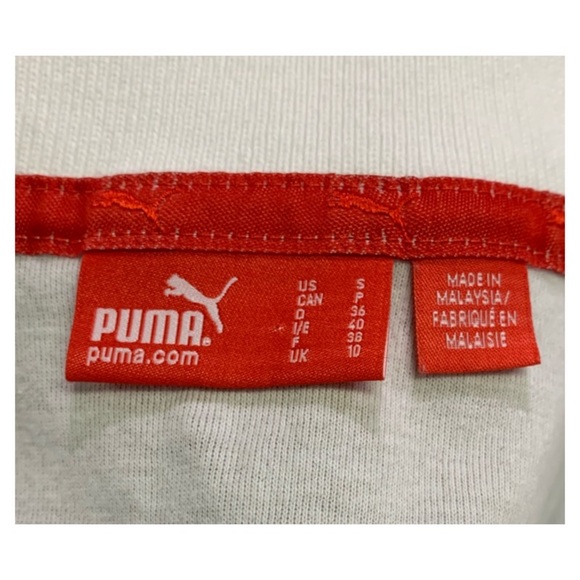 PUMA®
puma.com
US S
CAN P
D 36
I/E 40
F 38
UK 10
MADE IN
MALAYSIA/
FABRIQUÉ EN
MALAISIE